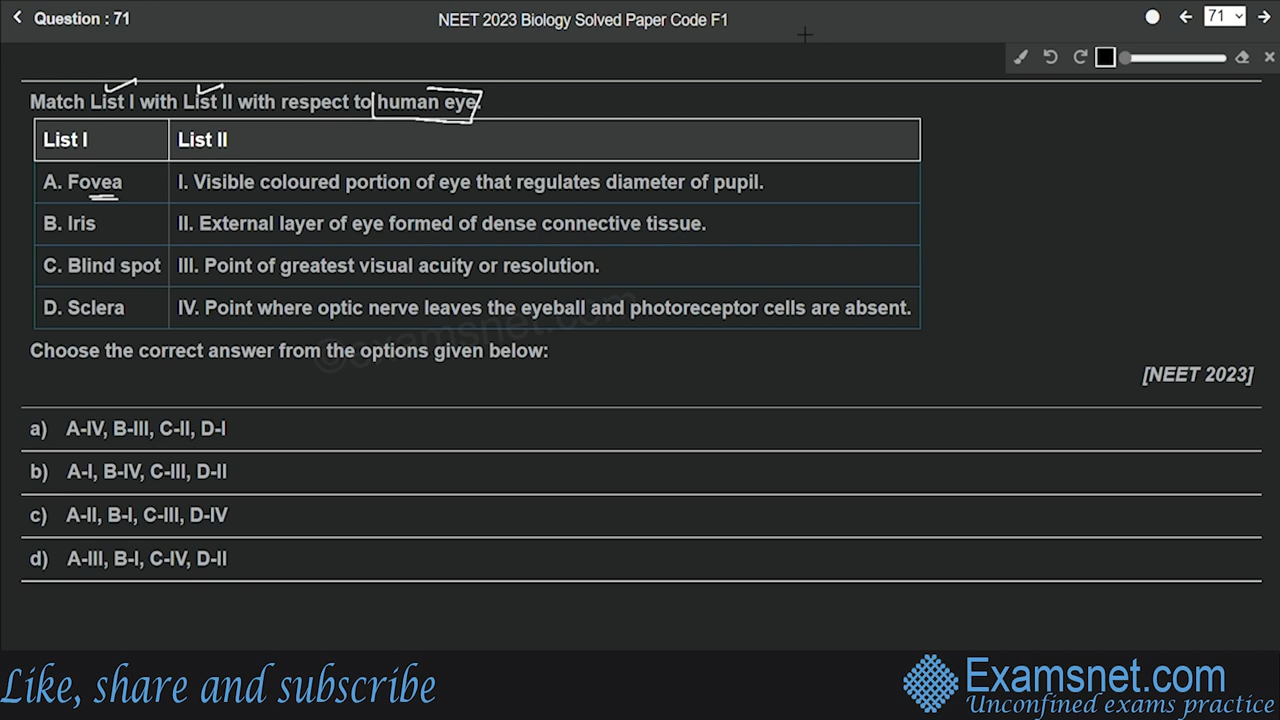 Question : 71
NEET 2023 Biology Solved Paper Code F1
71
Match List I with List II with respect to human eye.
List I List II
A. Fovea I. Visible coloured portion of eye that regulates diameter of pupil.
B. Iris II. External layer of eye formed of dense connective tissue.
C. Blind spot III. Point of greatest visual acuity or resolution.
D. Sclera IV. Point where optic nerve leaves the eyeball and photoreceptor cells are absent.
©examsnet.com
Choose the correct answer from the options given below:
[NEET 2023]
a) A-IV, B-III, C-II, D-I
b) A-I, B-IV, C-III, D-II
c) A-II, B-I, C-III, D-IV
d) A-III, B-I, C-IV, D-II
Like, share and subscribe
Examsnet.com
Unconfined exams practice